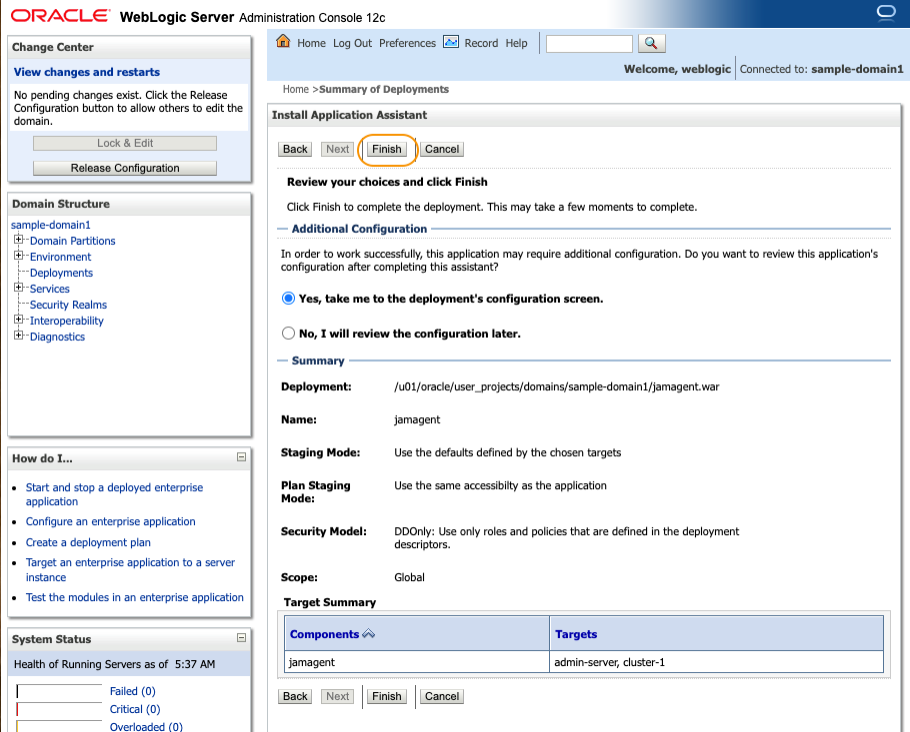 ORACLE® WebLogic Server Administration Console 12c
Change Center
View changes and restarts
No pending changes exist. Click the Release
Configuration button to allow others to edit the
domain.
Lock & Edit
Release Configuration
Domain Structure
sample-domain1
Domain Partitions
Environment
Deployments
Services
Security Realms
Interoperability
Diagnostics
How do I...
Start and stop a deployed enterprise
application
Configure an enterprise application
Create a deployment plan
Target an enterprise application to a server
instance
Test the modules in an enterprise application
System Status
Health of Running Servers as of 5:37 AM
Failed (0)
Critical (0)
Overloaded (0)
Home Log Out Preferences Record Help
Welcome, weblogic Connected to: sample-domain1
Home >Summary of Deployments
Install Application Assistant
Back Next Finish Cancel
Review your choices and click Finish
Click Finish to complete the deployment. This may take a few moments to complete.
Additional Configuration
In order to work successfully, this application may require additional configuration. Do you want to review this application's
configuration after completing this assistant?
Yes, take me to the deployment's configuration screen.
No, I will review the configuration later.
Summary
Deployment: /u01/oracle/user_projects/domains/sample-domain1/jamagent.war
Name: jamagent
Staging Mode: Use the defaults defined by the chosen targets
Plan Staging Use the same accessibilty as the application
Mode:
Security Model: DDOnly: Use only roles and policies that are defined in the deployment
descriptors.
Scope: Global
Target Summary
Components Targets
jamagent admin-server, cluster-1
Back Next Finish Cancel